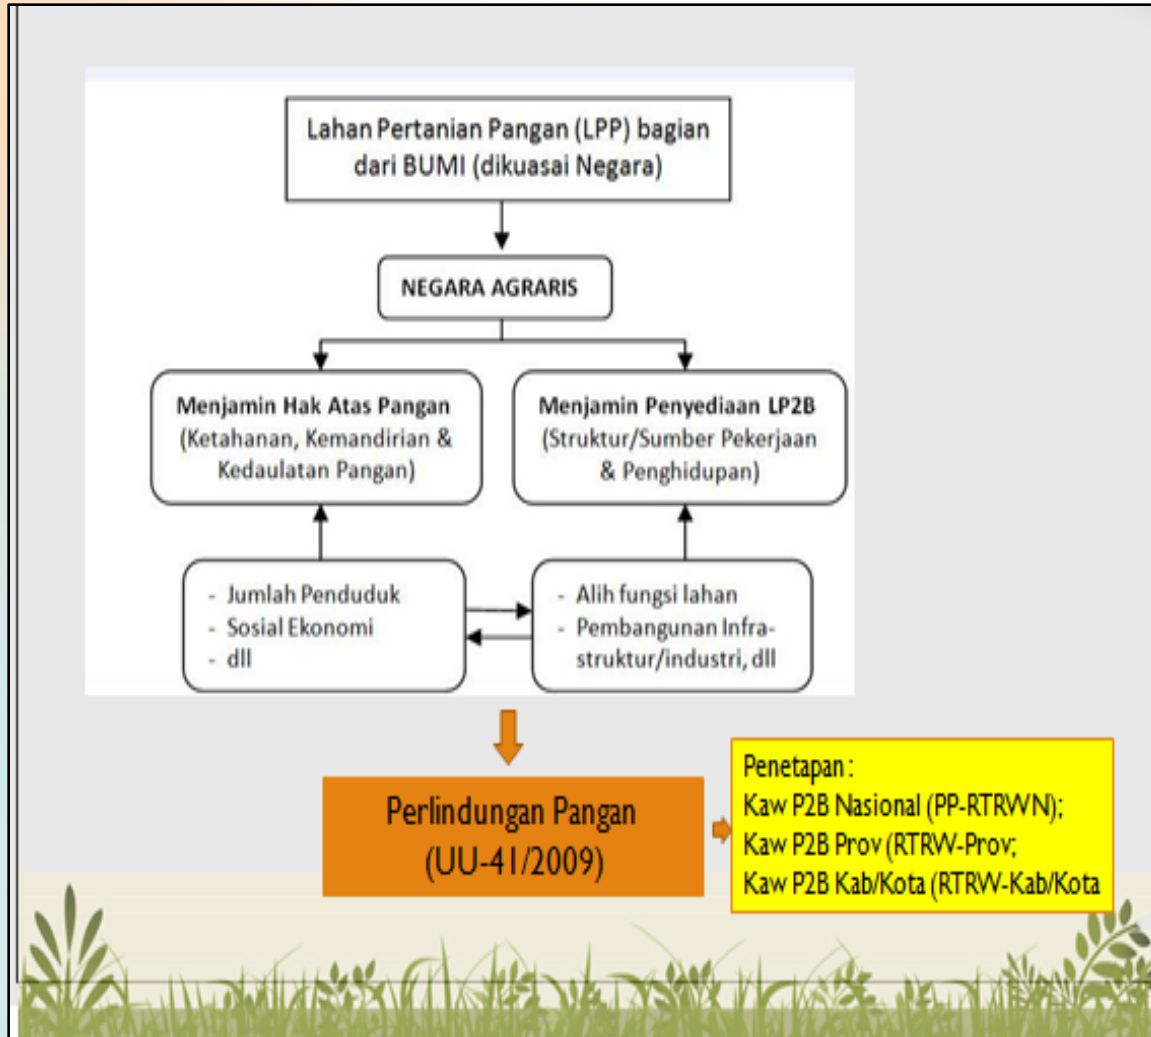 Lahan Pertanian Pangan (LPP) bagian
dari BUMI (dikuasai Negara)
NEGARA AGRARIS
Menjamin Hak Atas Pangan
(Ketahanan, Kemandirian &
Kedaulatan Pangan)
Menjamin Penyediaan LP2B
(Struktur/Sumber Pekerjaan
& Penghidupan)
- Jumlah Penduduk
- Sosial Ekonomi
- dll
- Alih fungsi lahan
- Pembangunan Infra-
struktur/industri, dll
Perlindungan Pangan
(UU-41/2009)
Penetapan :
Kaw P2B Nasional (PP-RTRWN);
Kaw P2B Prov (RTRW-Prov;
Kaw P2B Kab/Kota (RTRW-Kab/Kota